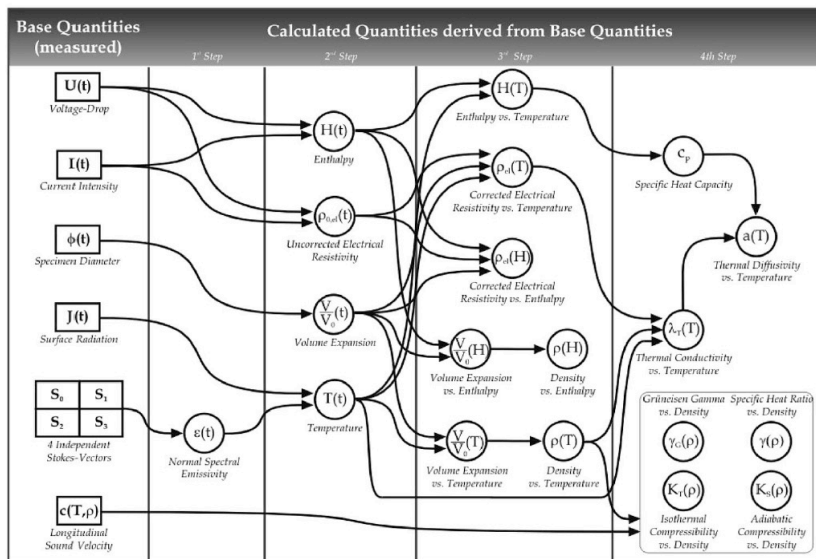 Base Quantities
(measured)
Calculated Quantities derived from Base Quantities
1st Step
2nd Step
3rd Step
4th Step
U(t)
Voltage-Drop
I(t)
Current Intensity
ϕ(t)
Specimen Diameter
J(t)
Surface Radiation
S₀ S₁
S₂ S₃
4 Independent
Stokes-Vectors
c(T,ρ)
Longitudinal
Sound Velocity
ε(t)
Normal Spectral
Emissivity
H(t)
Enthalpy
ρ₀,el(t)
Uncorrected Electrical
Resistivity
V/V₀(t)
Volume Expansion
T(t)
Temperature
H(T)
Enthalpy vs. Temperature
ρel(T)
Corrected Electrical
Resistivity vs. Temperature
ρel(H)
Corrected Electrical
Resistivity vs. Enthalpy
V/V₀(H)
Volume Expansion
vs. Enthalpy
ρ(H)
Density
vs. Enthalpy
V/V₀(T)
Volume Expansion
vs. Temperature
ρ(T)
Density
vs. Temperature
cp
Specific Heat Capacity
a(T)
Thermal Diffusivity
vs. Temperature
λT(T)
Thermal Conductivity
vs. Temperature
Grüneisen Gamma
vs. Density
Specific Heat Ratio
vs. Density
γG(ρ)
γ(ρ)
KT(ρ)
KS(ρ)
Isothermal
Compressibility
vs. Density
Adiabatic
Compressibility
vs. Density